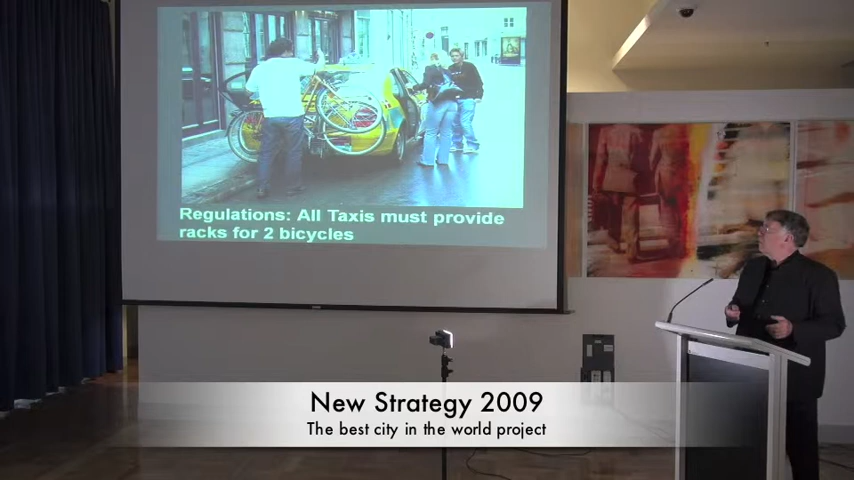 Regulations: All Taxis must provide
racks for 2 bicycles
New Strategy 2009
The best city in the world project